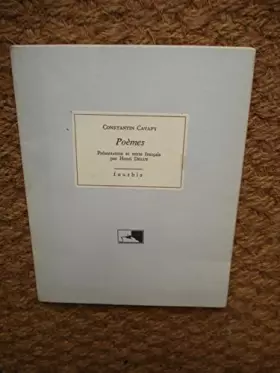 Constantin Cavafy
Poèmes
Présentation et texte français
par Henri Deluy
fourbis